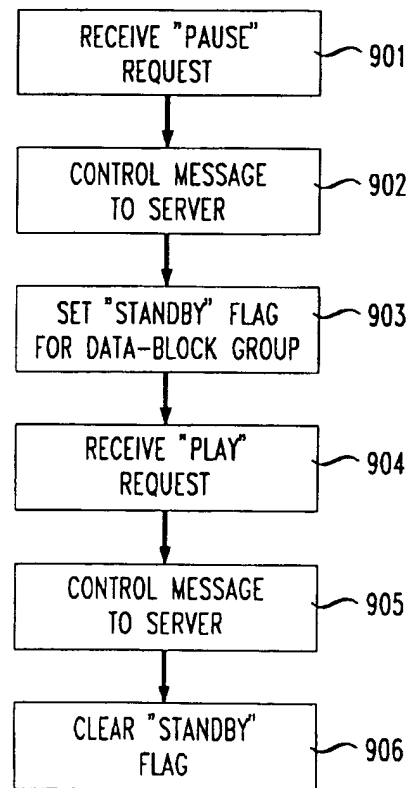 RECEIVE "PAUSE"
REQUEST
901
CONTROL MESSAGE
TO SERVER
902
SET "STANDBY" FLAG
FOR DATA-BLOCK GROUP
903
RECEIVE "PLAY"
REQUEST
904
CONTROL MESSAGE
TO SERVER
905
CLEAR "STANDBY"
FLAG
906